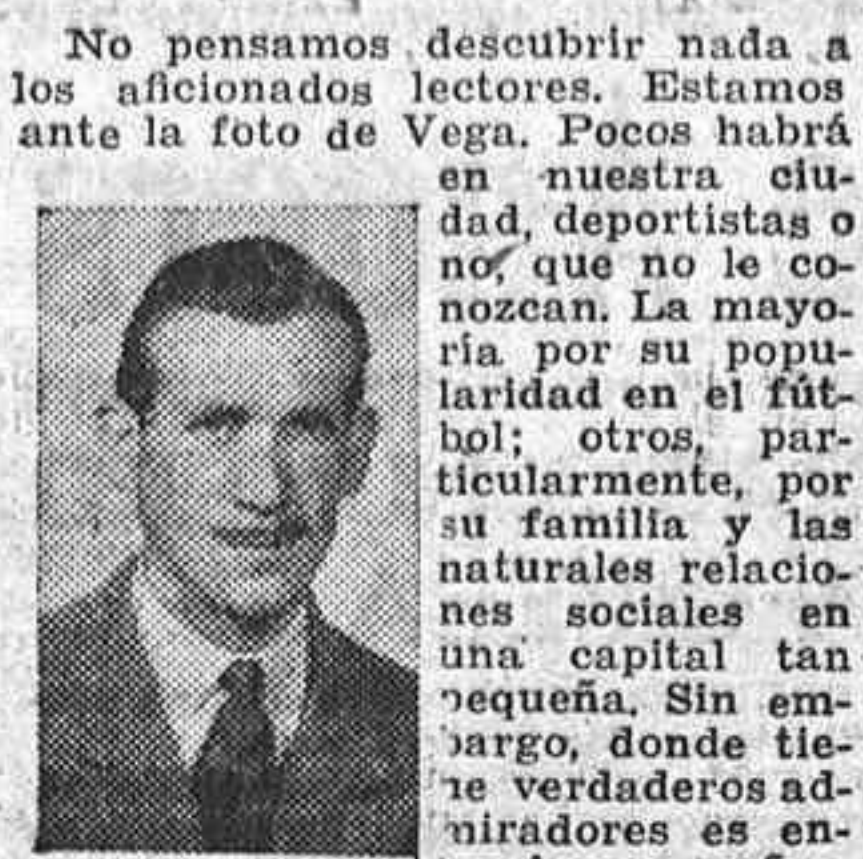 No pensamos descubrir nada a
los aficionados lectores. Estamos
ante la foto de Vega. Pocos habrá
en nuestra ciu-
dad, deportistas o
no, que no le co-
nozcan. La mayo-
ría por su popu-
laridad en el fút-
bol; otros, par-
ticularmente, por
su familia y las
naturales relacio-
nes sociales en
una capital tan
pequeña. Sin em-
bargo, donde tie-
ne verdaderos ad-
miradores es en-